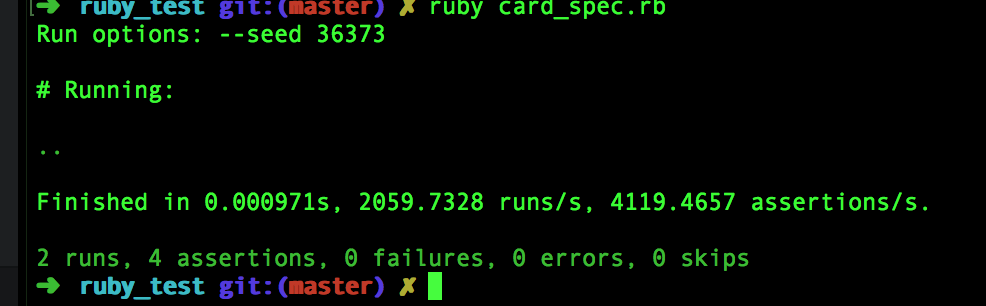 ➜ ruby_test git:(master) ✗ ruby card_spec.rb
Run options: --seed 36373
# Running:
..
Finished in 0.000971s, 2059.7328 runs/s, 4119.4657 assertions/s.
2 runs, 4 assertions, 0 failures, 0 errors, 0 skips
➜ ruby_test git:(master) ✗